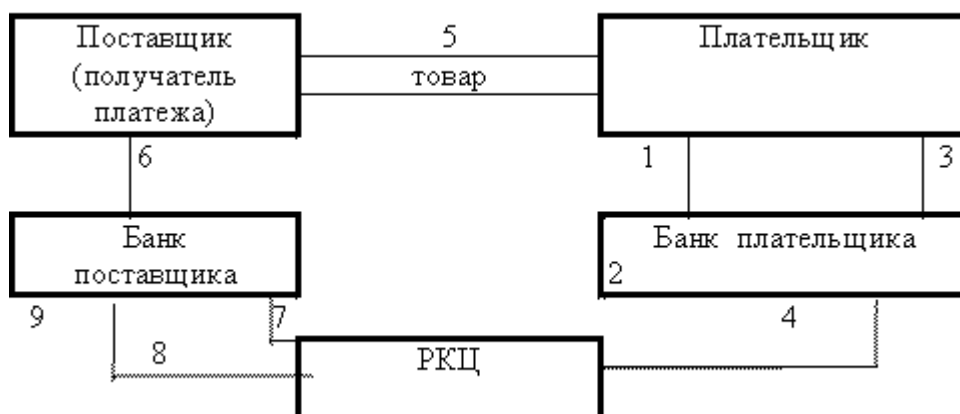 Поставщик
(получатель
платежа)
5
товар
Плательщик
6
1
3
Банк
поставщика
Банк плательщика
2
9
7
4
8
РКЦ